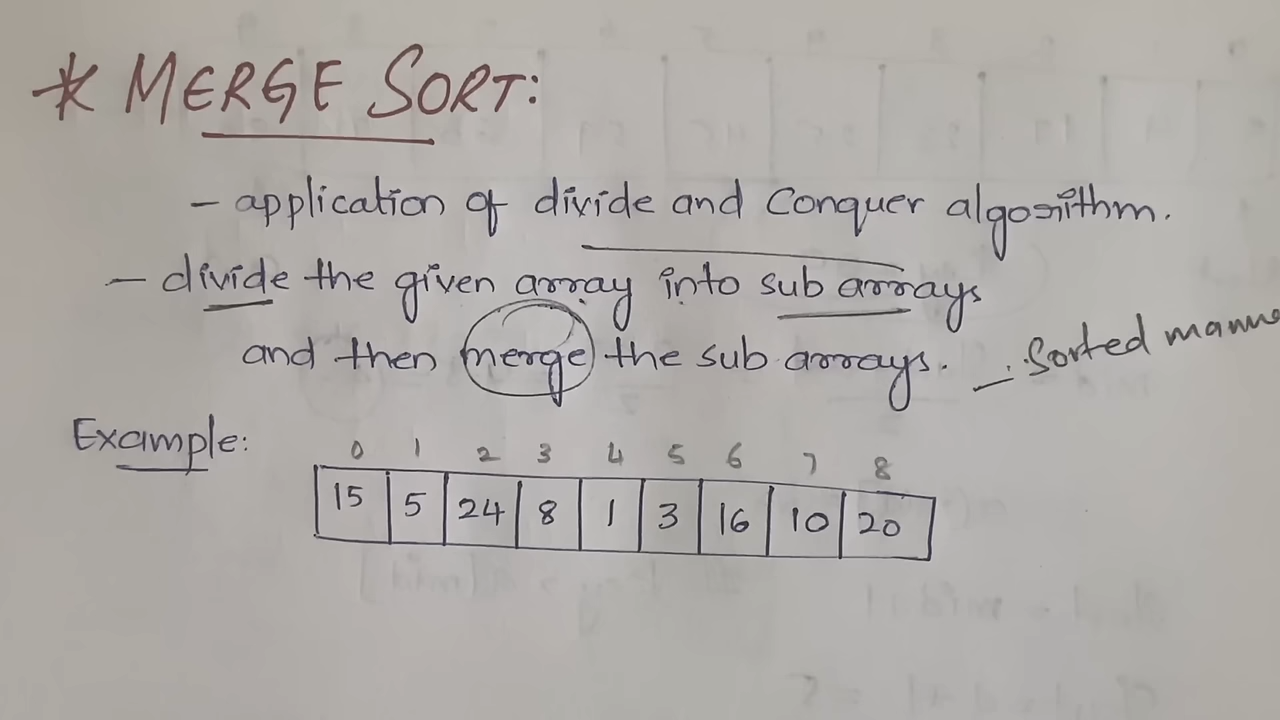 * MERGE SORT:
- application of divide and Conquer algorithm.
- divide the given array into sub arrays
and then merge the sub arrays. - Sorted manne
Example:
0 1 2 3 4 5 6 7 8
15 5 24 8 1 3 16 10 20